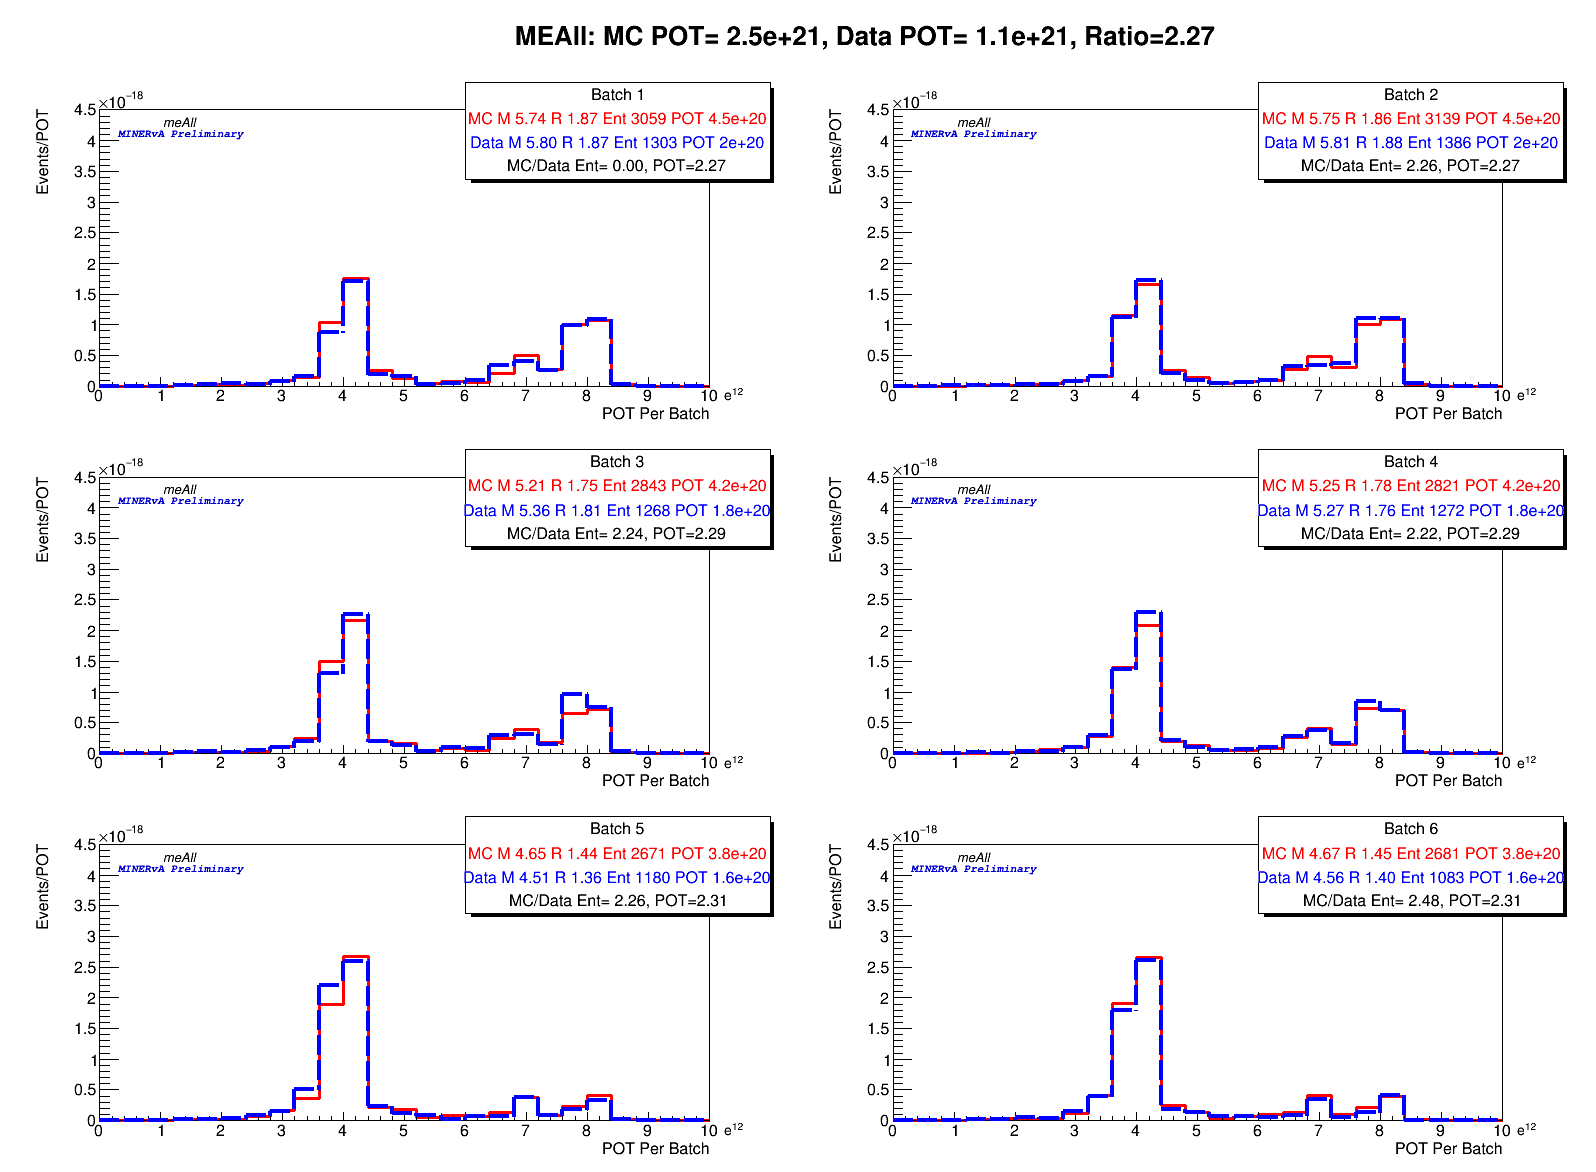 MEAll: MC POT= 2.5e+21, Data POT= 1.1e+21, Ratio=2.27
Batch 1
MC M 5.74 R 1.87 Ent 3059 POT 4.5e+20
Data M 5.80 R 1.87 Ent 1303 POT 2e+20
MC/Data Ent= 0.00, POT=2.27
×10⁻¹⁸
meAll
MINERvA Preliminary
Events/POT
4.5
4
3.5
3
2.5
2
1.5
1
0.5
0
0 1 2 3 4 5 6 7 8 9 10 e¹²
POT Per Batch
Batch 2
MC M 5.75 R 1.86 Ent 3139 POT 4.5e+20
Data M 5.81 R 1.88 Ent 1386 POT 2e+20
MC/Data Ent= 2.26, POT=2.27
×10⁻¹⁸
meAll
MINERvA Preliminary
Events/POT
4.5
4
3.5
3
2.5
2
1.5
1
0.5
0
0 1 2 3 4 5 6 7 8 9 10 e¹²
POT Per Batch
Batch 3
MC M 5.21 R 1.75 Ent 2843 POT 4.2e+20
Data M 5.36 R 1.81 Ent 1268 POT 1.8e+20
MC/Data Ent= 2.24, POT=2.29
×10⁻¹⁸
meAll
MINERvA Preliminary
Events/POT
4.5
4
3.5
3
2.5
2
1.5
1
0.5
0
0 1 2 3 4 5 6 7 8 9 10 e¹²
POT Per Batch
Batch 4
MC M 5.25 R 1.78 Ent 2821 POT 4.2e+20
Data M 5.27 R 1.76 Ent 1272 POT 1.8e+20
MC/Data Ent= 2.22, POT=2.29
×10⁻¹⁸
meAll
MINERvA Preliminary
Events/POT
4.5
4
3.5
3
2.5
2
1.5
1
0.5
0
0 1 2 3 4 5 6 7 8 9 10 e¹²
POT Per Batch
Batch 5
MC M 4.65 R 1.44 Ent 2671 POT 3.8e+20
Data M 4.51 R 1.36 Ent 1180 POT 1.6e+20
MC/Data Ent= 2.26, POT=2.31
×10⁻¹⁸
meAll
MINERvA Preliminary
Events/POT
4.5
4
3.5
3
2.5
2
1.5
1
0.5
0
0 1 2 3 4 5 6 7 8 9 10 e¹²
POT Per Batch
Batch 6
MC M 4.67 R 1.45 Ent 2681 POT 3.8e+20
Data M 4.56 R 1.40 Ent 1083 POT 1.6e+20
MC/Data Ent= 2.48, POT=2.31
×10⁻¹⁸
meAll
MINERvA Preliminary
Events/POT
4.5
4
3.5
3
2.5
2
1.5
1
0.5
0
0 1 2 3 4 5 6 7 8 9 10 e¹²
POT Per Batch